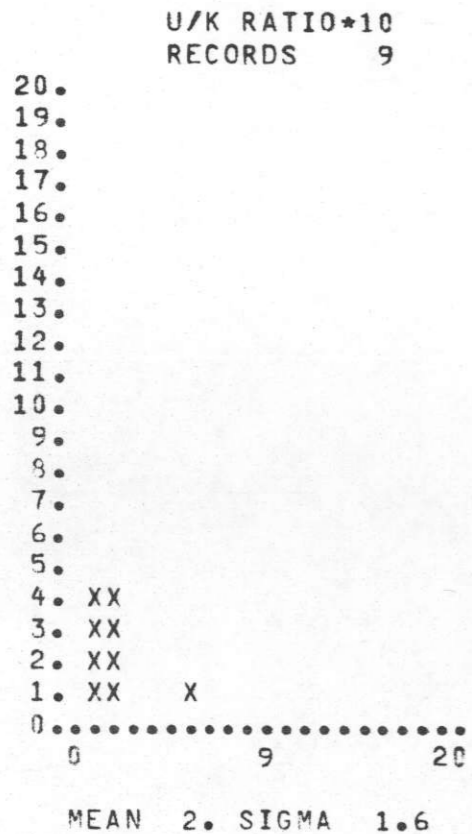 U/K RATIO*10
RECORDS 9
20.
19.
18.
17.
16.
15.
14.
13.
12.
11.
10.
9.
8.
7.
6.
5.
4. XX
3. XX
2. XX
1. XX X
0.....................
0 9 20
MEAN 2. SIGMA 1.6